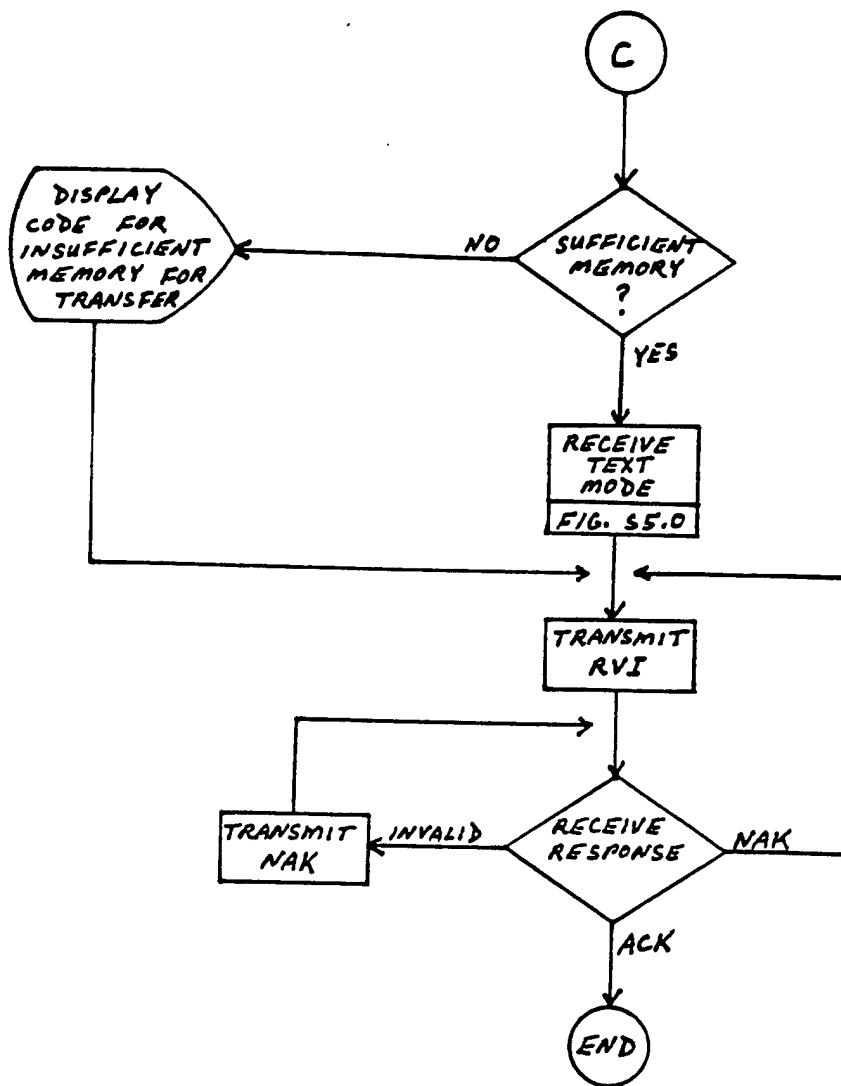 C
DISPLAY
CODE FOR
INSUFFICIENT
MEMORY FOR
TRANSFER
NO
SUFFICIENT
MEMORY
?
YES
RECEIVE
TEXT
MODE
FIG. S5.0
TRANSMIT
RVI
TRANSMIT
NAK
INVALID
RECEIVE
RESPONSE
NAK
ACK
END